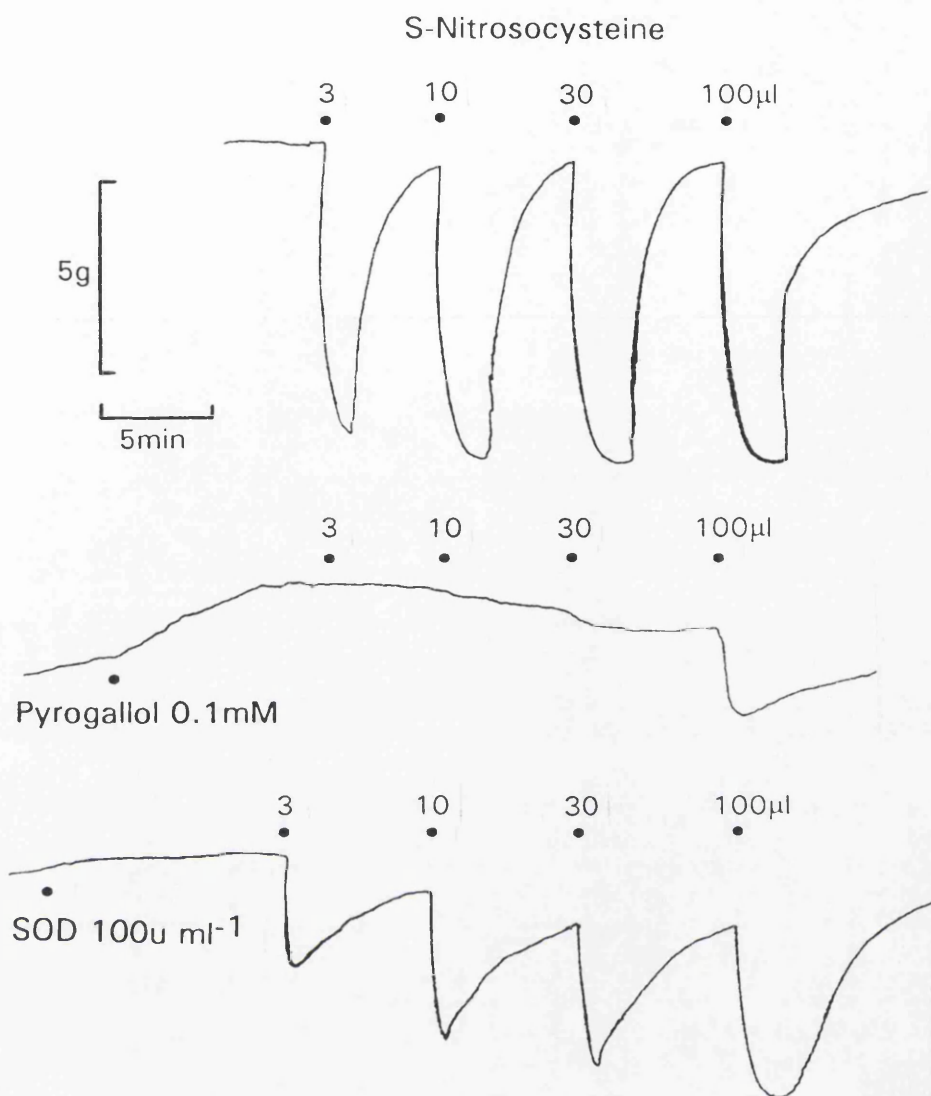 S-Nitrosocysteine
3 10 30 100µl
5g
5min
3 10 30 100µl
Pyrogallol 0.1mM
3 10 30 100µl
SOD 100u ml-1